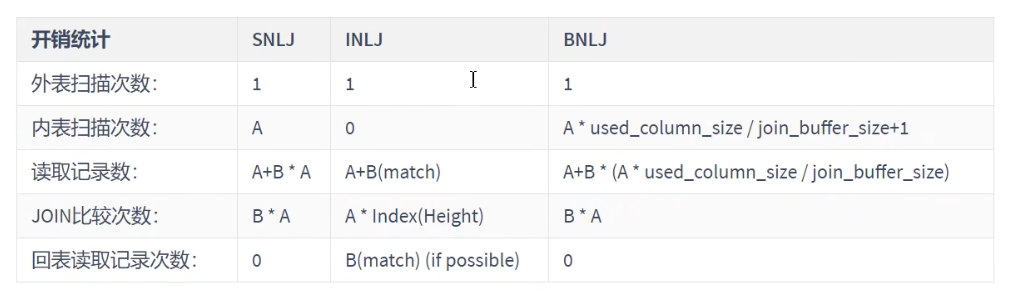 开销统计 SNLJ INLJ BNLJ
外表扫描次数： 1 1 1
内表扫描次数： A 0 A * used_column_size / join_buffer_size+1
读取记录数： A+B * A A+B(match) A+B * (A * used_column_size / join_buffer_size)
JOIN比较次数： B * A A * Index(Height) B * A
回表读取记录次数： 0 B(match) (if possible) 0